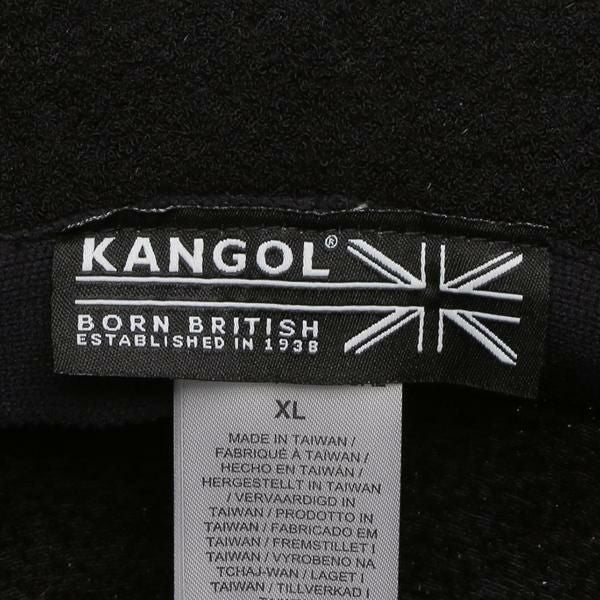 KANGOL®
BORN BRITISH
ESTABLISHED IN 1938
XL
MADE IN TAIWAN /
FABRIQUÉ À TAIWAN /
HECHO EN TAIWÁN /
HERGESTELLT IN TAIWAN
/ VERVAARDIGD IN
TAIWAN / PRODOTTO IN
TAIWAN / FABRICADO EM
TAIWAN / FREMSTILLET I
TAIWAN / VYROBENO NA
TCHAJ-WAN / LAGET I
TAIWAN / TILLVERKAD I